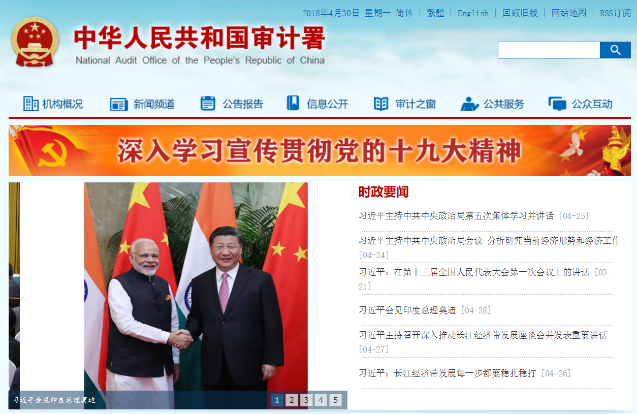 2018年4月30日 星期一 简体 | 繁體 | English | 回顾旧版 | 网站地图 | RSS订阅
中华人民共和国审计署
National Audit Office of the People's Republic of China
机构概况 新闻频道 公告报告 信息公开 审计之窗 公共服务 公众互动
深入学习宣传贯彻党的十九大精神
时政要闻
习近平主持中共中央政治局第五次集体学习并讲话 [04-25]
习近平主持中共中央政治局会议 分析研究当前经济形势和经济工作
[04-24]
习近平：在第十三届全国人民代表大会第一次会议上的讲话 [03
21]
习近平会见印度总理莫迪 [04-28]
习近平主持召开深入推动长江经济带发展座谈会并发表重要讲话
[04-27]
习近平：长江经济带发展每一步都要稳扎稳打 [04-26]
习近平会见印度总理莫迪
1 2 3 4 5